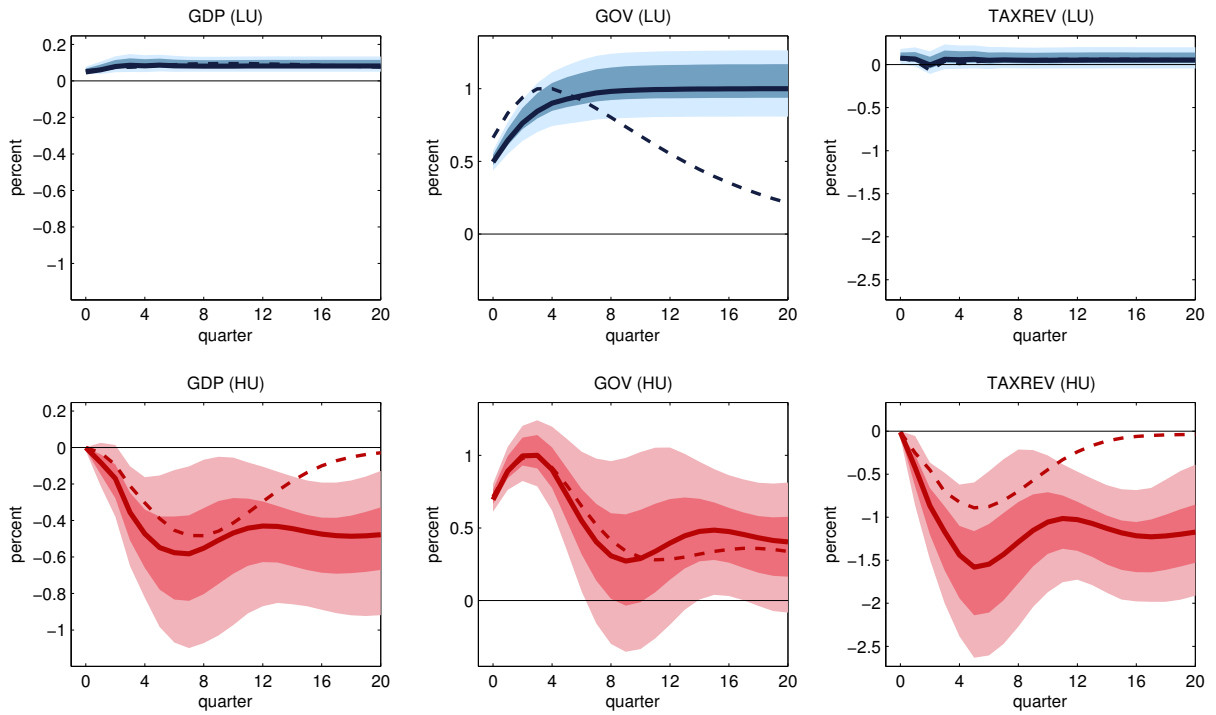 GDP (LU)
percent
0.2
0
−0.2
−0.4
−0.6
−0.8
−1
0 4 8 12 16 20
quarter
GOV (LU)
percent
1
0.5
0
0 4 8 12 16 20
quarter
TAXREV (LU)
percent
0
−0.5
−1
−1.5
−2
−2.5
0 4 8 12 16 20
quarter
GDP (HU)
percent
0.2
0
−0.2
−0.4
−0.6
−0.8
−1
0 4 8 12 16 20
quarter
GOV (HU)
percent
1
0.5
0
0 4 8 12 16 20
quarter
TAXREV (HU)
percent
0
−0.5
−1
−1.5
−2
−2.5
0 4 8 12 16 20
quarter